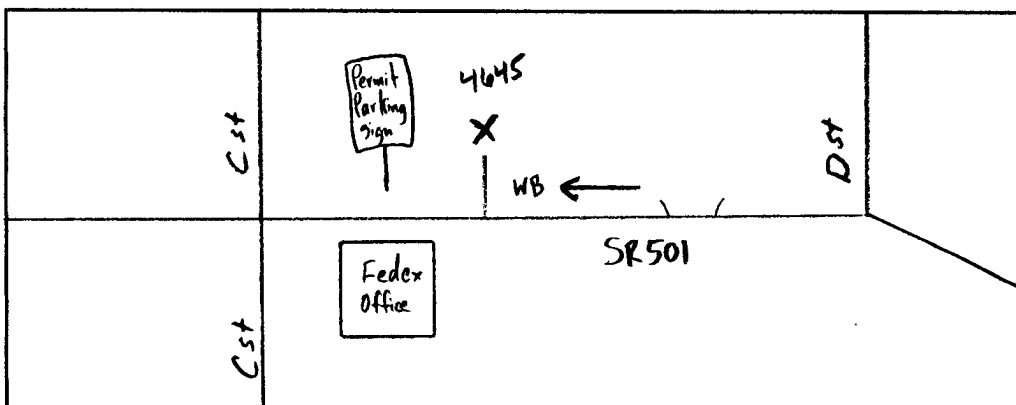 Permit
Parking
sign
4645
X
C st
D st
WB
SR501
Fedex
Office
C st